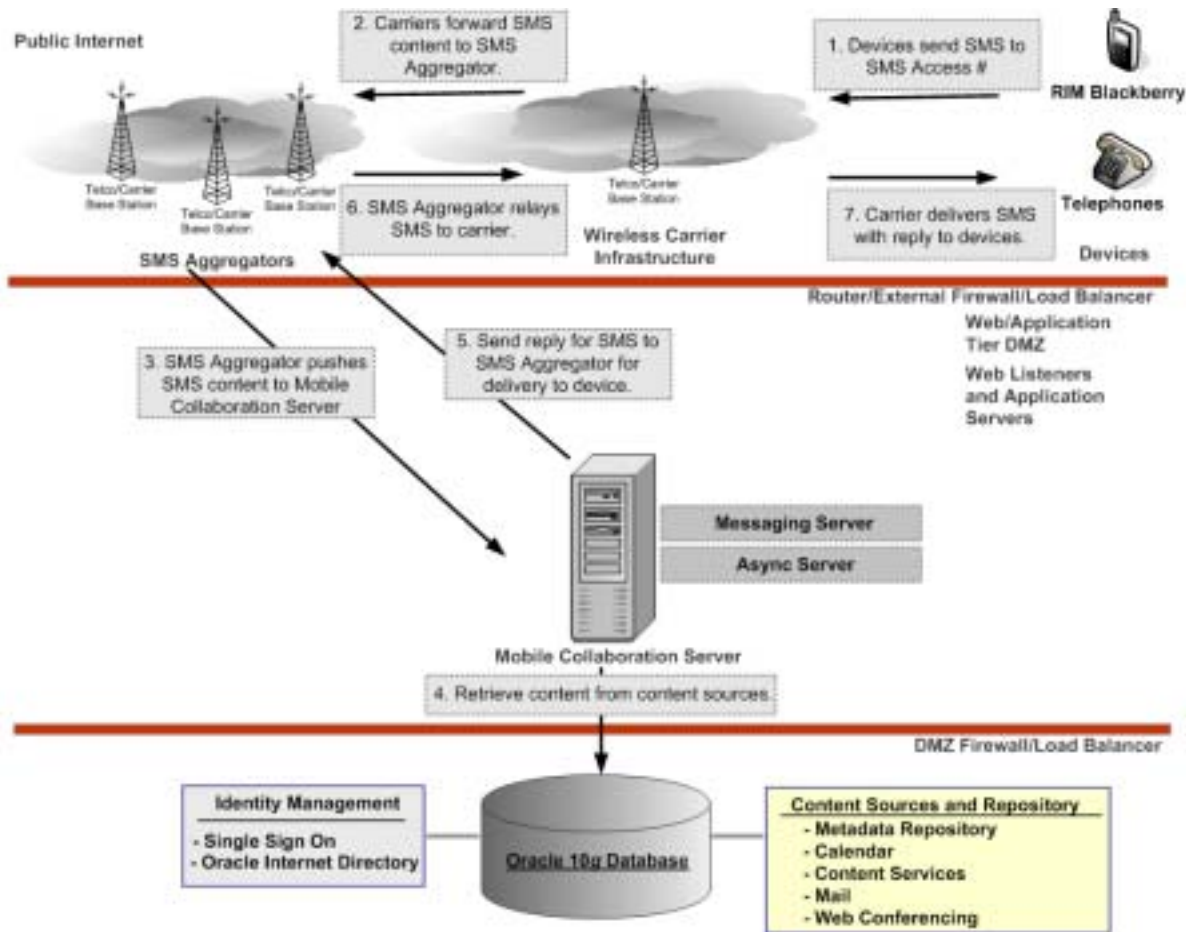 Public Internet
2. Carriers forward SMS
content to SMS
Aggregator.
1. Devices send SMS to
SMS Access #
RIM Blackberry
Telco/Carrier
Base Station
Telco/Carrier
Base Station
Telco/Carrier
Base Station
Telco/Carrier
Base Station
6. SMS Aggregator relays
SMS to carrier.
Wireless Carrier
Infrastructure
7. Carrier delivers SMS
with reply to devices.
Telephones
Devices
SMS Aggregators
Router/External Firewall/Load Balancer
Web/Application
Tier DMZ
Web Listeners
and Application
Servers
3. SMS Aggregator pushes
SMS content to Mobile
Collaboration Server
5. Send reply for SMS to
SMS Aggregator for
delivery to device.
Messaging Server
Async Server
Mobile Collaboration Server
4. Retrieve content from content sources.
DMZ Firewall/Load Balancer
Identity Management
- Single Sign On
- Oracle Internet Directory
Oracle 10g Database
Content Sources and Repository
- Metadata Repository
- Calendar
- Content Services
- Mail
- Web Conferencing